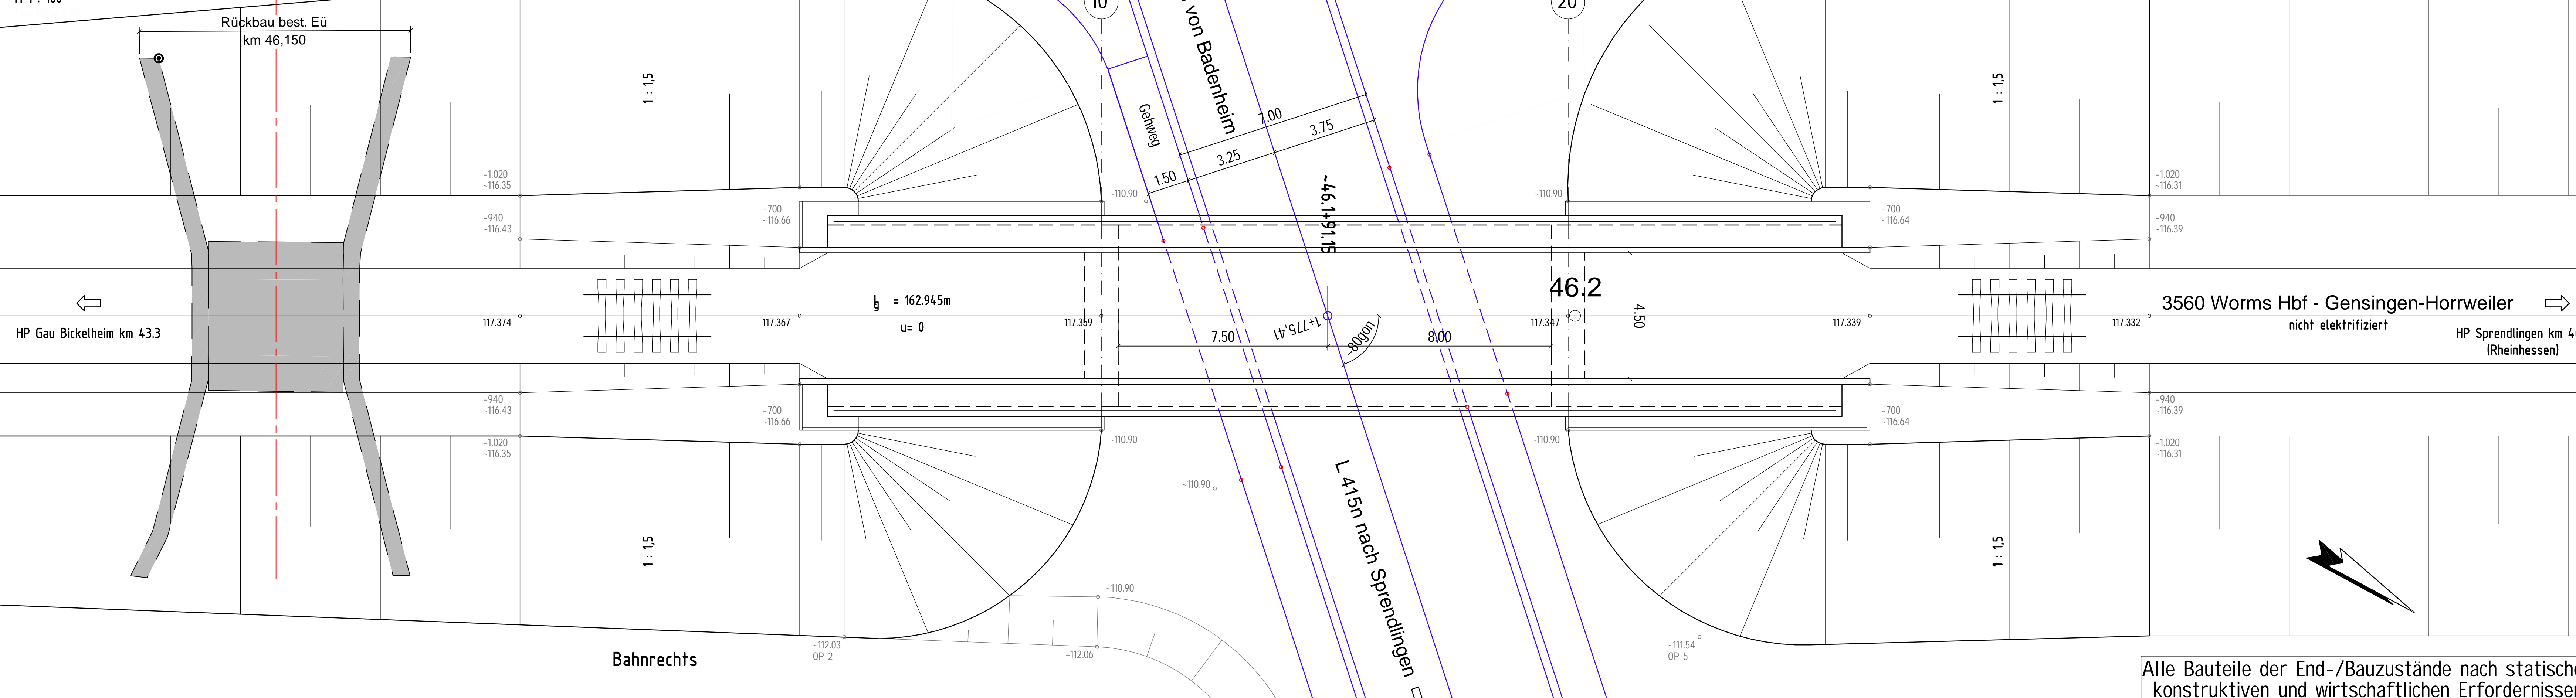 Rückbau best. Eü
km 46,150
10
20
von Badenheim
Gehweg
7.00
3.75
3.25
1.50
1 : 1,5
1 : 1,5
~1.020
~116.35
~940
~116.43
~700
~116.66
~110.90
~46.1+91.15
~110.90
~700
~116.64
~1.020
~116.31
~940
~116.39
HP Gau Bickelheim km 43.3
lg = 162.945m
u= 0
117.374
117.367
117.359
117.347
117.339
117.332
46.2
1+775,41
~80gon
7.50
8.00
4.50
3560 Worms Hbf - Gensingen-Horrweiler
nicht elektrifiziert
HP Sprendlingen km
(Rheinhessen)
~940
~116.43
~1.020
~116.35
~700
~116.66
~110.90
~110.90
~110.90
~700
~116.64
~940
~116.39
~1.020
~116.31
L 415n nach Sprendlingen
1 : 1,5
1 : 1,5
~110.90
~112.03
QP 2
~112.06
~111.54
QP 5
Bahnrechts
Alle Bauteile der End-/Bauzustände nach
konstruktiven und wirtschaftlichen